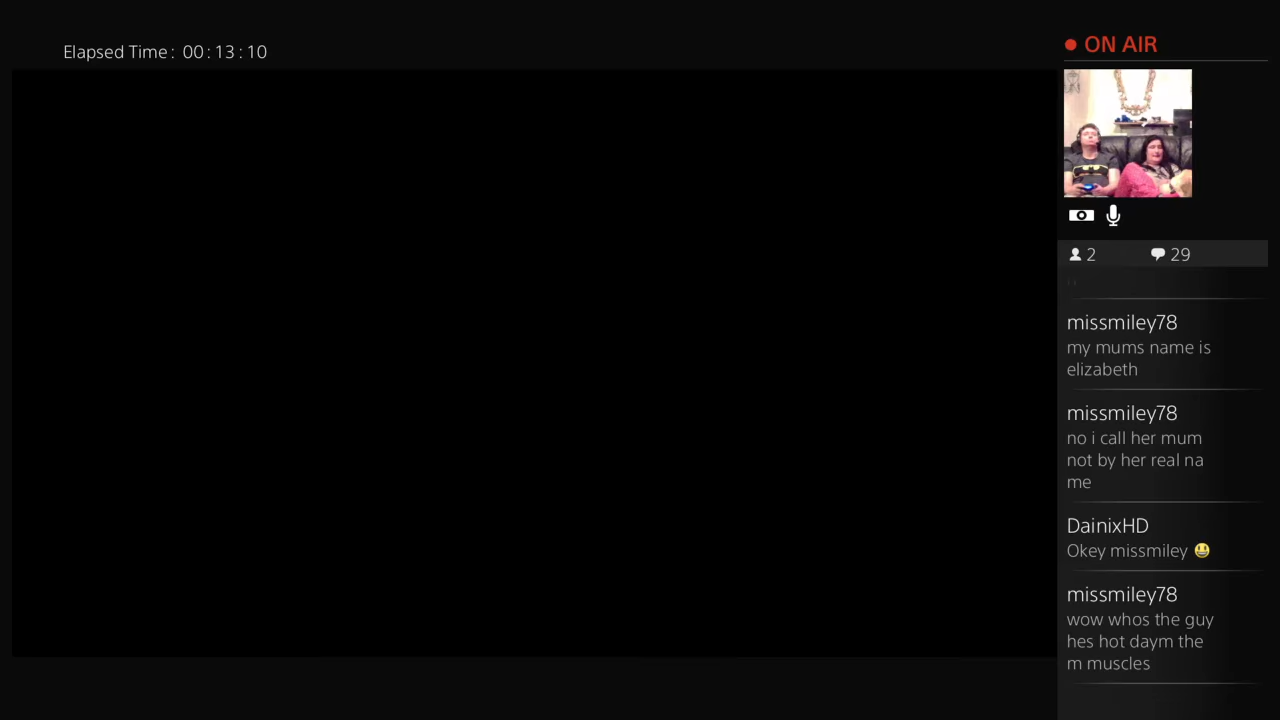 Elapsed Time: 00:13:10
ON AIR
2 29
missmiley78
my mums name is
elizabeth
missmiley78
no i call her mum
not by her real na
me
DainixHD
Okey missmiley 😃
missmiley78
wow whos the guy
hes hot daym the
m muscles